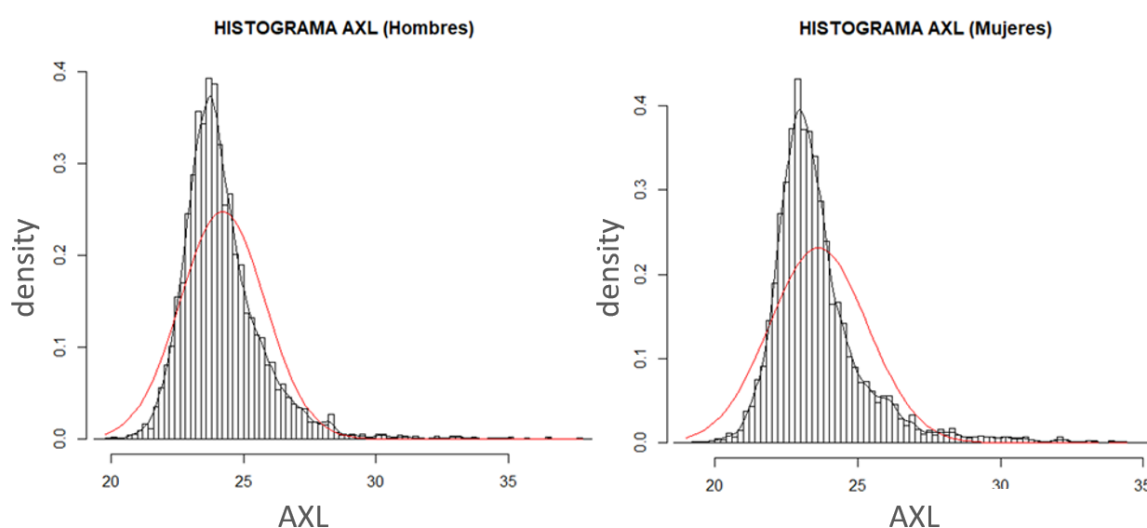 HISTOGRAMA AXL (Hombres)
0.4
0.3
0.2
0.1
0.0
density
20 25 30 35
AXL
HISTOGRAMA AXL (Mujeres)
0.4
0.3
0.2
0.1
0.0
density
20 25 30 35
AXL